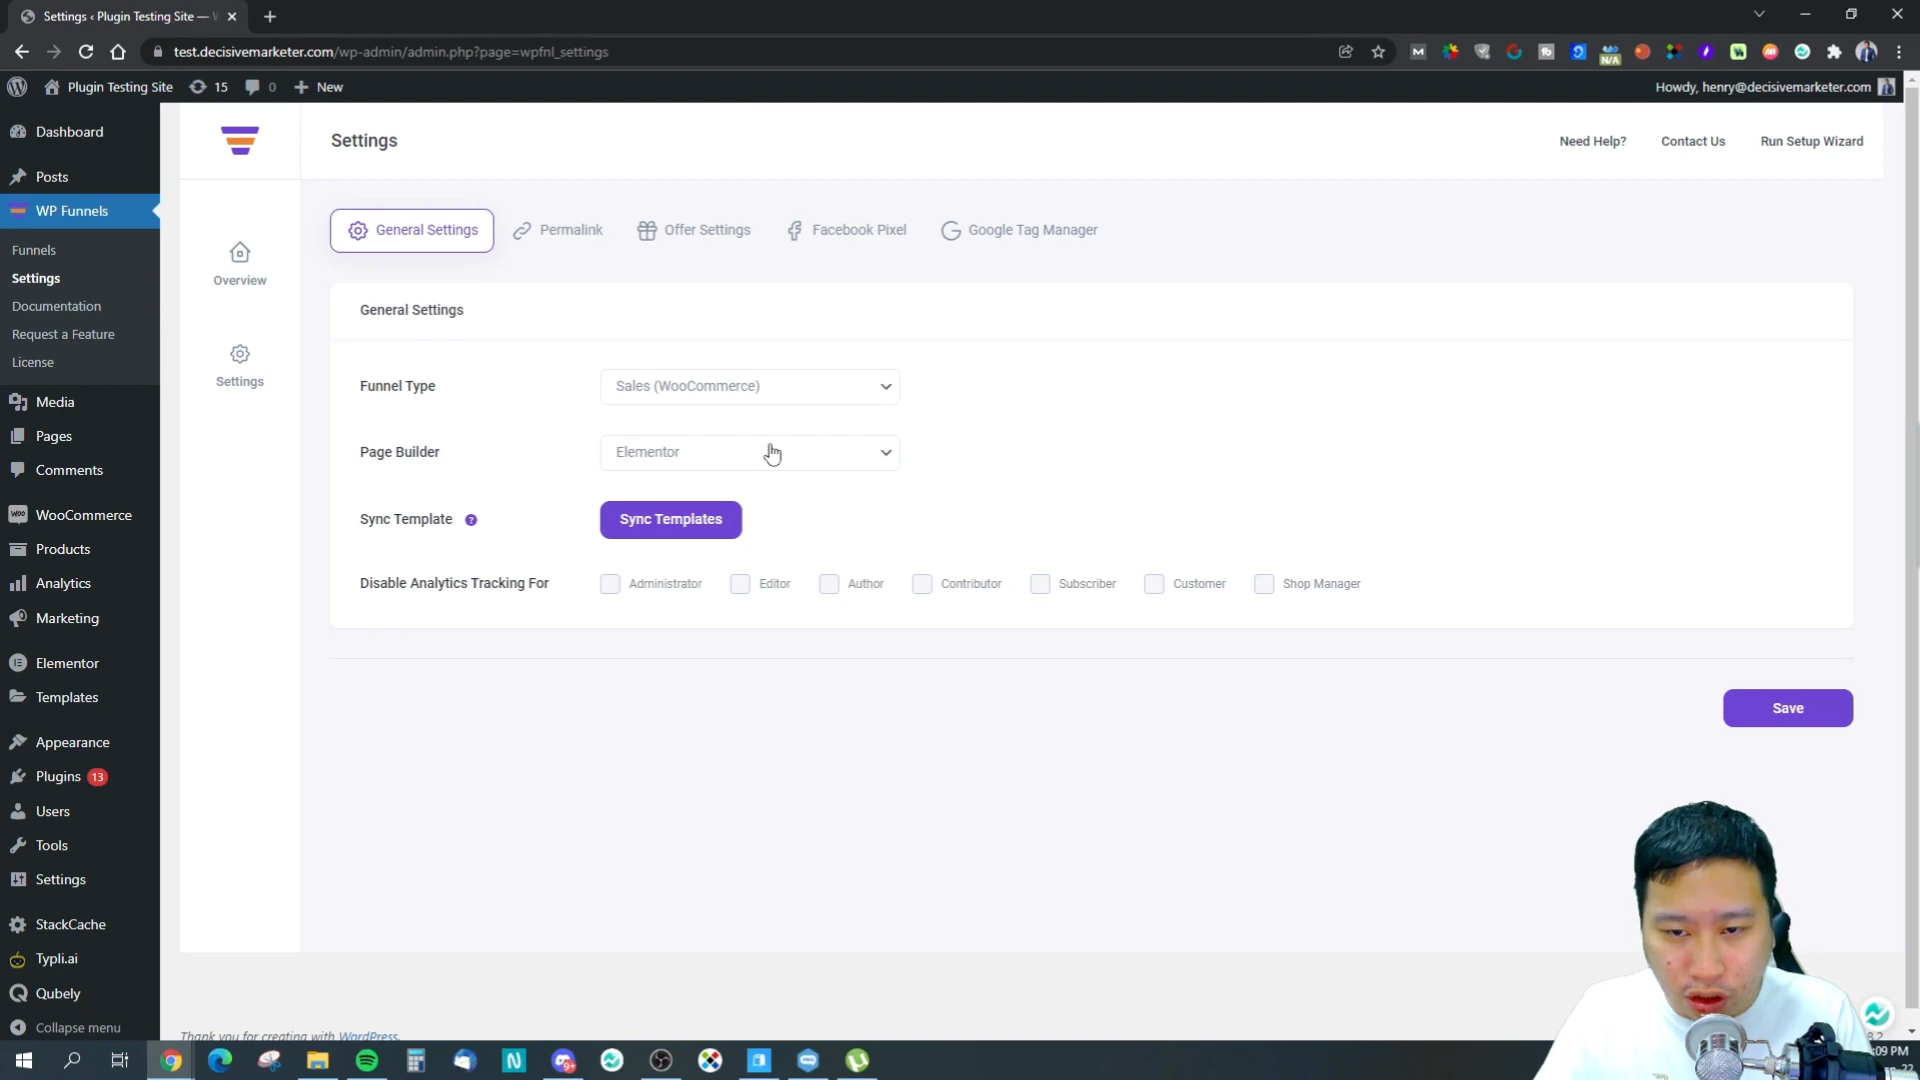 Settings ‹ Plugin Testing Site —
test.decisivemarketer.com/wp-admin/admin.php?page=wpfnl_settings
N/A
Plugin Testing Site
15
0
New
Howdy, henry@decisivemarketer.com
Dashboard
Posts
WP Funnels
Funnels
Settings
Documentation
Request a Feature
License
Media
Pages
Comments
WooCommerce
Products
Analytics
Marketing
Elementor
Templates
Appearance
Plugins 13
Users
Tools
Settings
StackCache
Typli.ai
Qubely
Collapse menu
Overview
Settings
Settings
Need Help?
Contact Us
Run Setup Wizard
General Settings
Permalink
Offer Settings
Facebook Pixel
Google Tag Manager
General Settings
Funnel Type
Sales (WooCommerce)
Page Builder
Elementor
Sync Template ?
Sync Templates
Disable Analytics Tracking For
Administrator
Editor
Author
Contributor
Subscriber
Customer
Shop Manager
Save
Thank you for creating with WordPress.
:09 PM